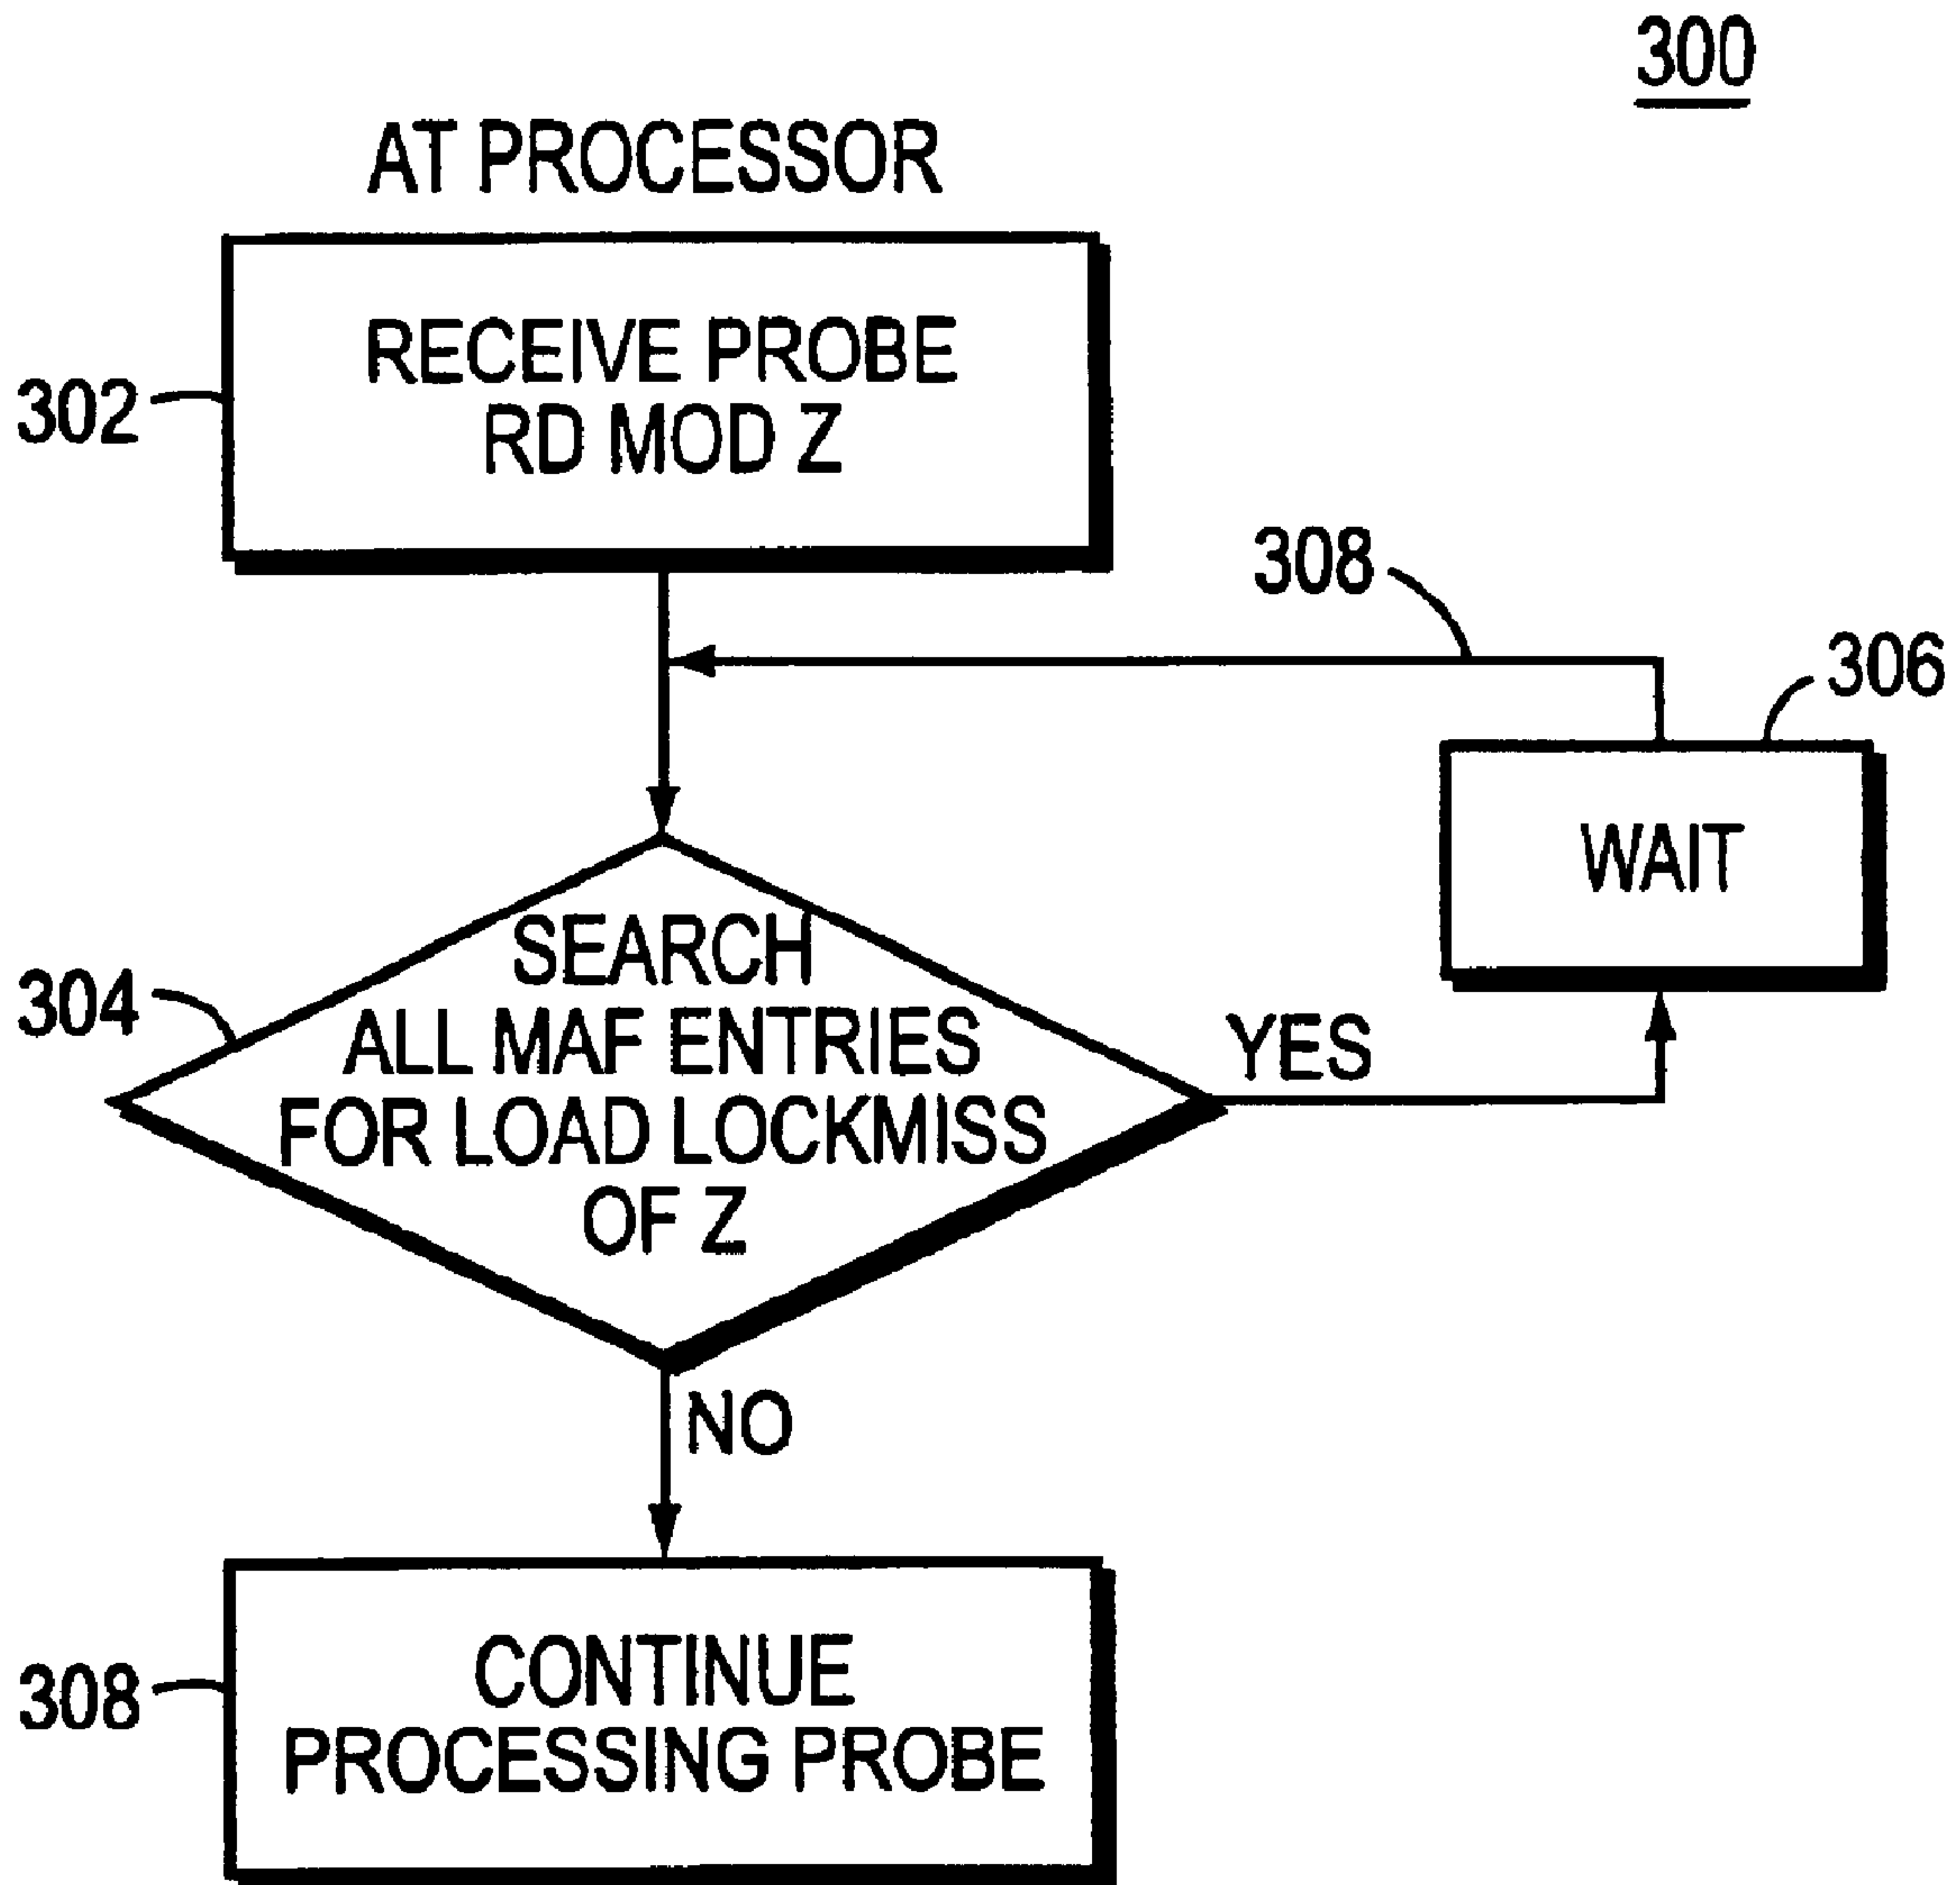 300
AT PROCESSOR
RECEIVE PROBE
RD MOD Z
302
308
306
WAIT
SEARCH
ALL MAF ENTRIES
FOR LOAD LOCKMISS
OF Z
304
YES
NO
CONTINUE
PROCESSING PROBE
308